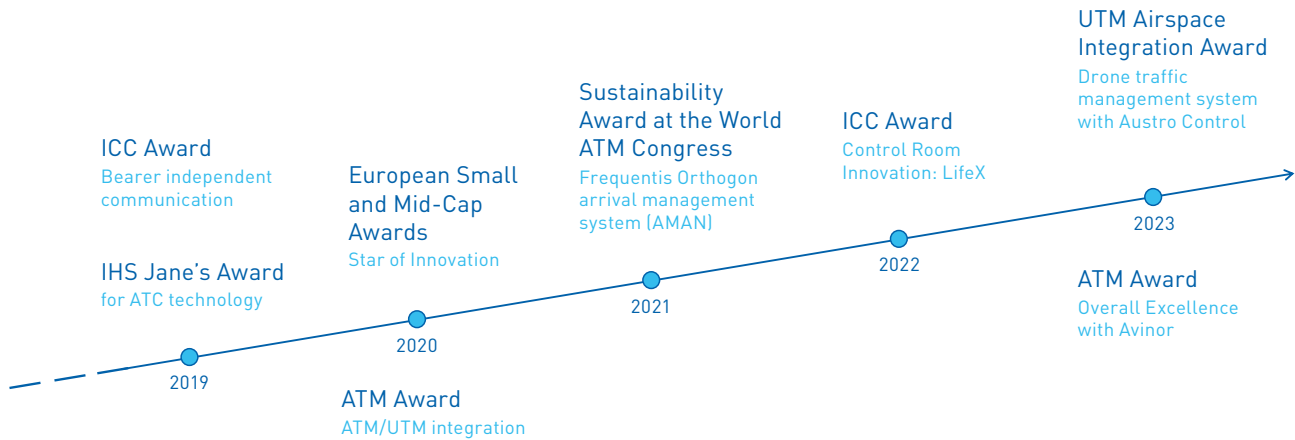 ICC Award
Bearer independent
communication
IHS Jane's Award
for ATC technology
2019
European Small
and Mid-Cap
Awards
Star of Innovation
2020
ATM Award
ATM/UTM integration
Sustainability
Award at the World
ATM Congress
Frequentis Orthogon
arrival management
system (AMAN)
2021
ICC Award
Control Room
Innovation: LifeX
2022
UTM Airspace
Integration Award
Drone traffic
management system
with Austro Control
2023
ATM Award
Overall Excellence
with Avinor